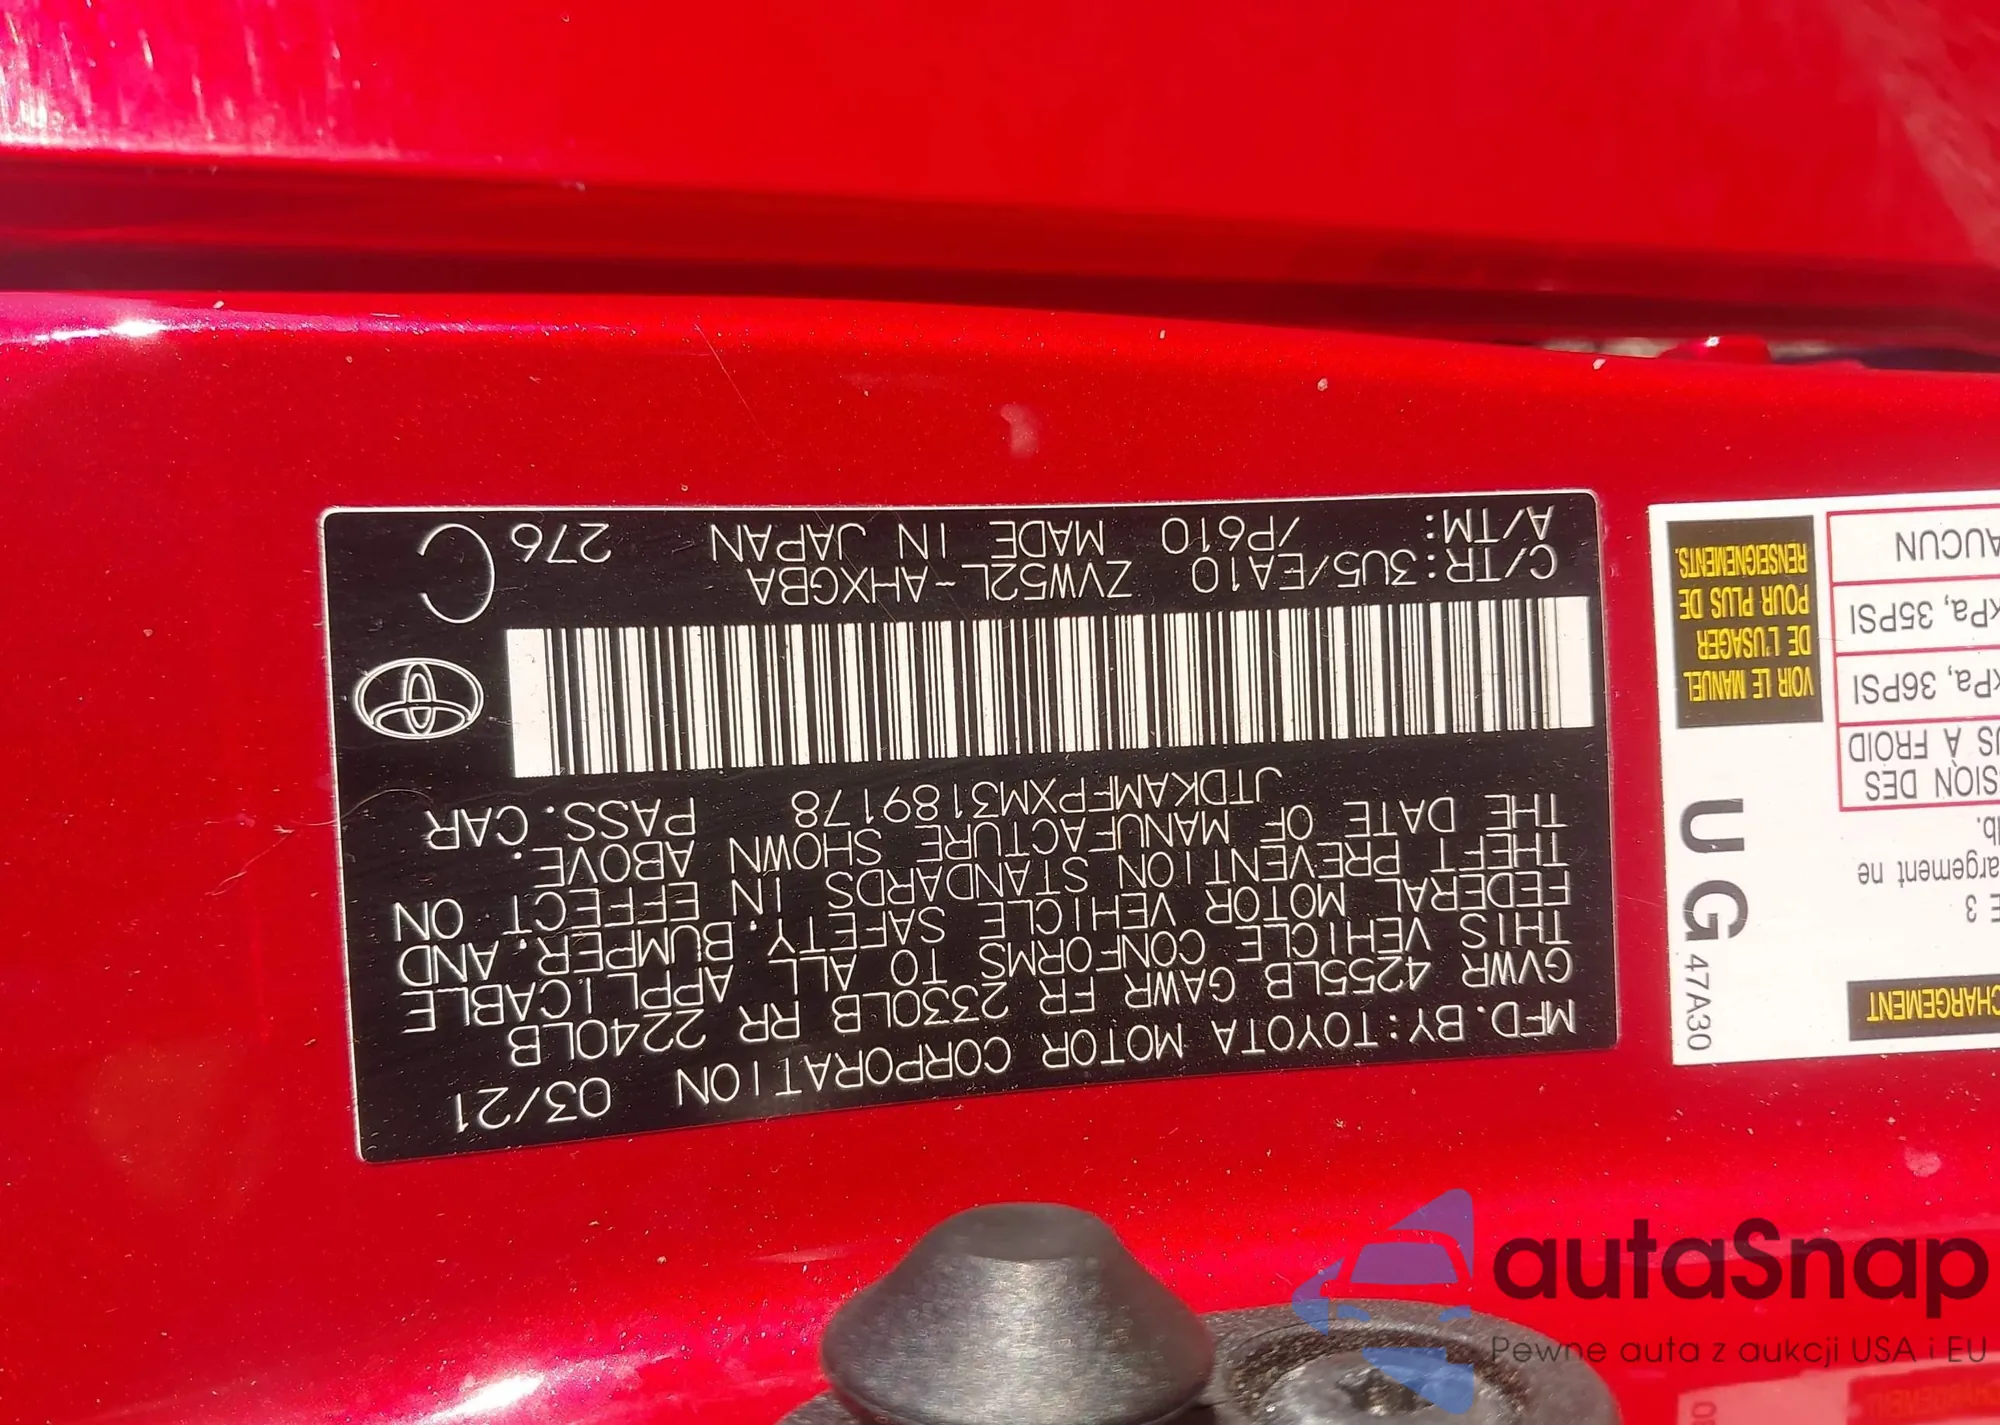 MFD.BY:TOYOTA MOTOR CORPORATION 03/21
GVWR 4255LB GAWR FR 2330LB RR 2240LB
THIS VEHICLE CONFORMS TO ALL APPLICABLE
FEDERAL MOTOR VEHICLE SAFETY,BUMPER,AND
THEFT PREVENTION STANDARDS IN EFFECT ON
THE DATE OF MANUFACTURE SHOWN ABOVE.
JTDKAMFPXM3189178 PASS.CAR
C/TR:3U5/EA10 ZVW52L-AHXGBA
A/TM: /P610 MADE IN JAPAN 276
C
CHARGEMENT
E 3
argement ne
lb.
SION DES
US À FROID
kPa, 36PSI
kPa, 35PSI
AUCUN
VOIR LE MANUEL
DE L'USAGER
POUR PLUS DE
RENSEIGNEMENTS.
UG 47A30
autaSnap
Pewne auta z aukcji USA i EU